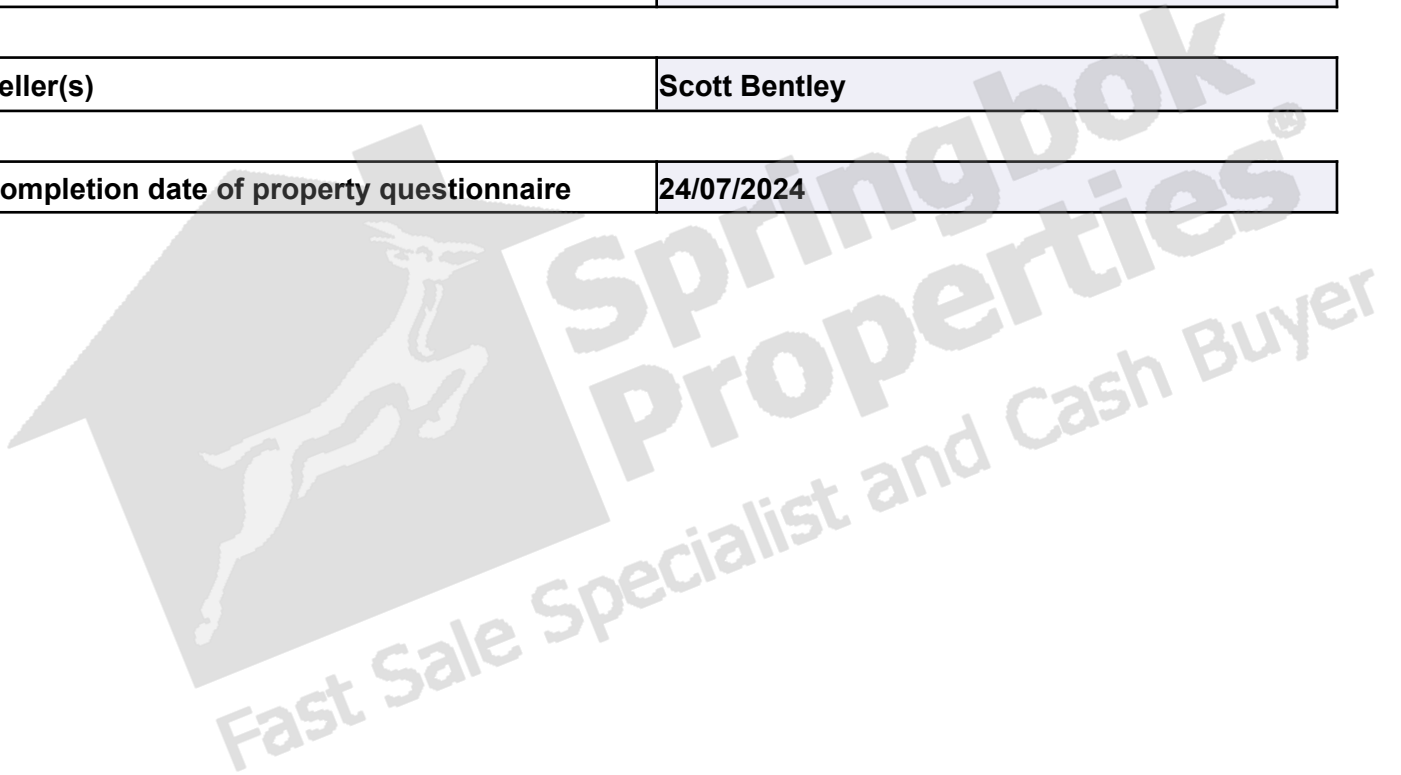 eller(s) Scott Bentley
ompletion date of property questionnaire 24/07/2024
Springbok®
Properties
Fast Sale Specialist and Cash Buyer